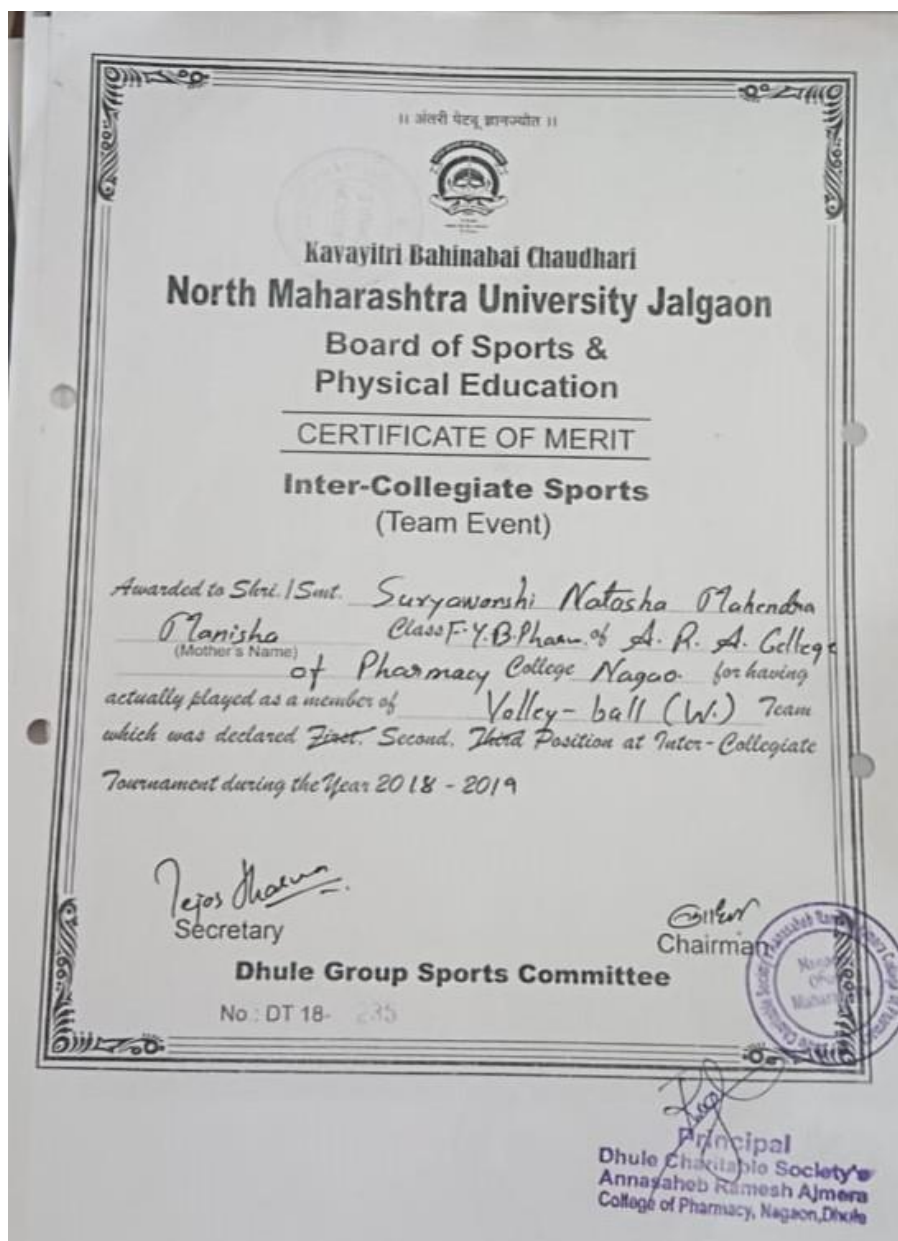 ॥ अंतरी पेटवू ज्ञानज्योत ॥
Kavayitri Bahinabai Chaudhari
North Maharashtra University Jalgaon
Board of Sports &
Physical Education
CERTIFICATE OF MERIT
Inter-Collegiate Sports
(Team Event)
Awarded to Shri. / Smt. Suryawanshi Natasha Mahendra
Manisha Class F.Y.B.Pharm. of A. R. A. College
(Mother's Name)
of Pharmacy College Nagao. for having
actually played as a member of Volley-ball (W.) Team
which was declared First. Second. Third Position at Inter-Collegiate
Tournament during the Year 2018 - 2019
Secretary
Chairman
Dhule Group Sports Committee
No : DT 18- 235
Principal
Dhule Charitable Society's
Annasaheb Ramesh Ajmera
College of Pharmacy, Nagaon, Dhule